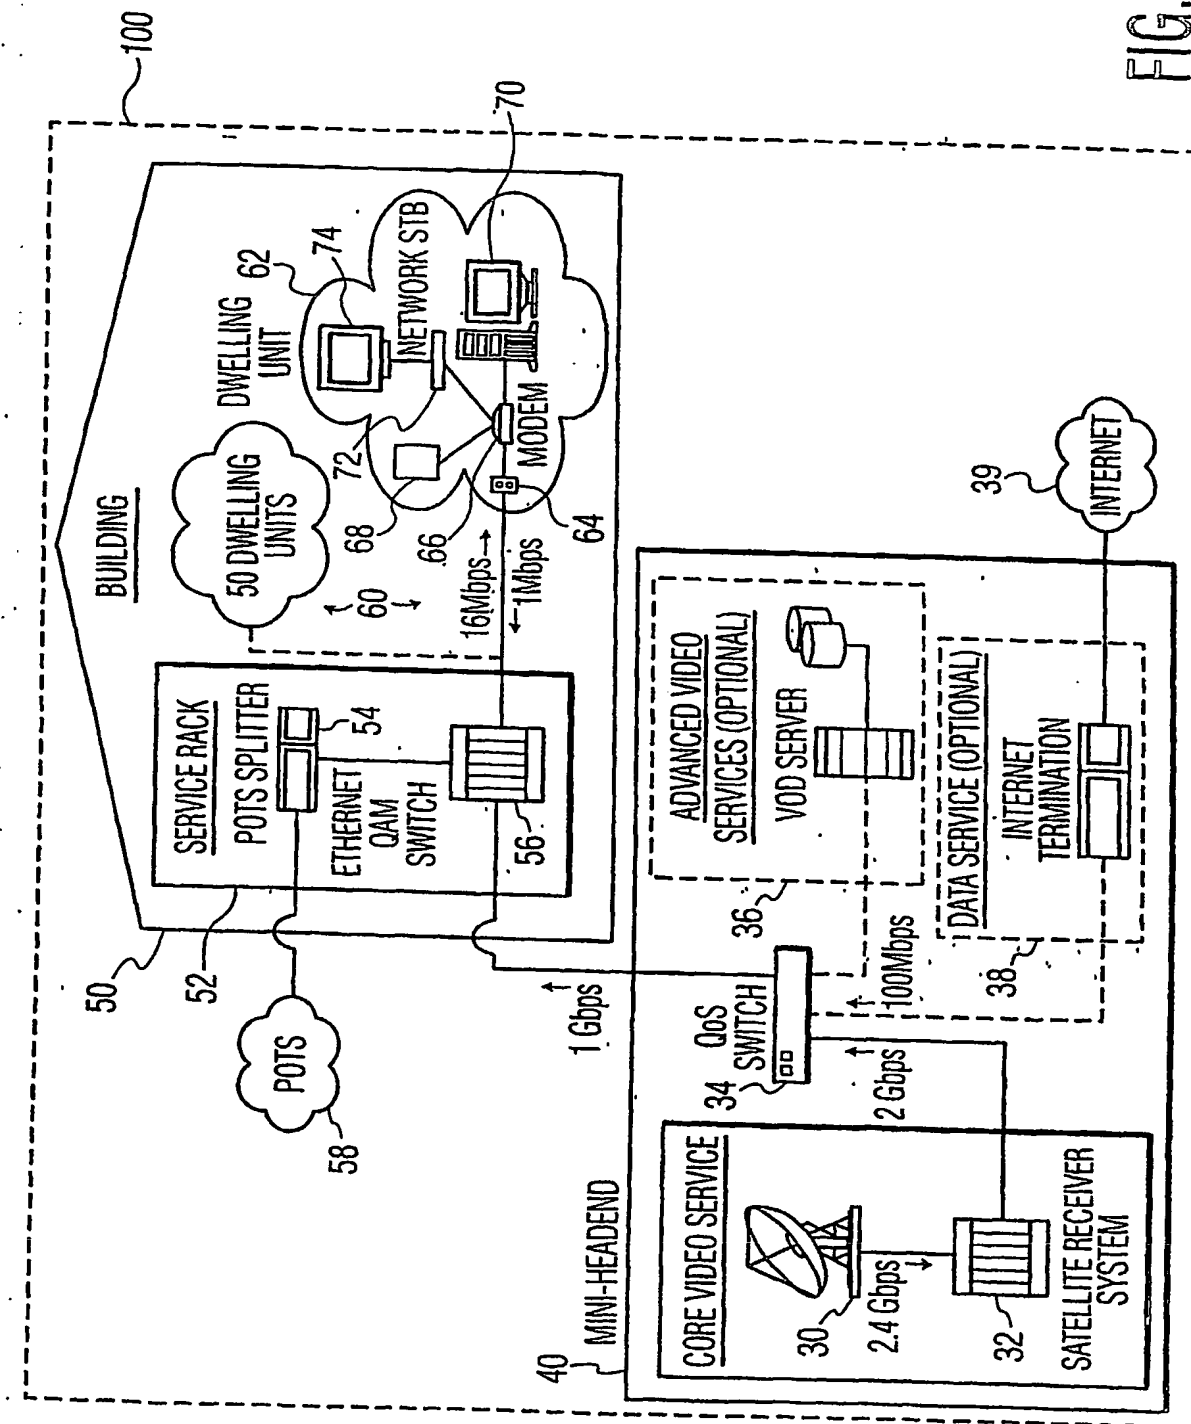 100
BUILDING
50
SERVICE RACK
52
POTS SPLITTER
54
ETHERNET
QAM
SWITCH
56
POTS
58
50 DWELLING
UNITS
60
DWELLING
UNIT
62
74
NETWORK STB
72
70
68
66
MODEM
64
16Mbps
1Mbps
1 Gbps
MINI-HEADEND
40
CORE VIDEO SERVICE
30
2.4 Gbps
32
SATELLITE RECEIVER
SYSTEM
QoS
SWITCH
34
2 Gbps
100Mbps
ADVANCED VIDEO
SERVICES (OPTIONAL)
VOD SERVER
36
DATA SERVICE (OPTIONAL)
INTERNET
TERMINATION
38
INTERNET
39
FIG.